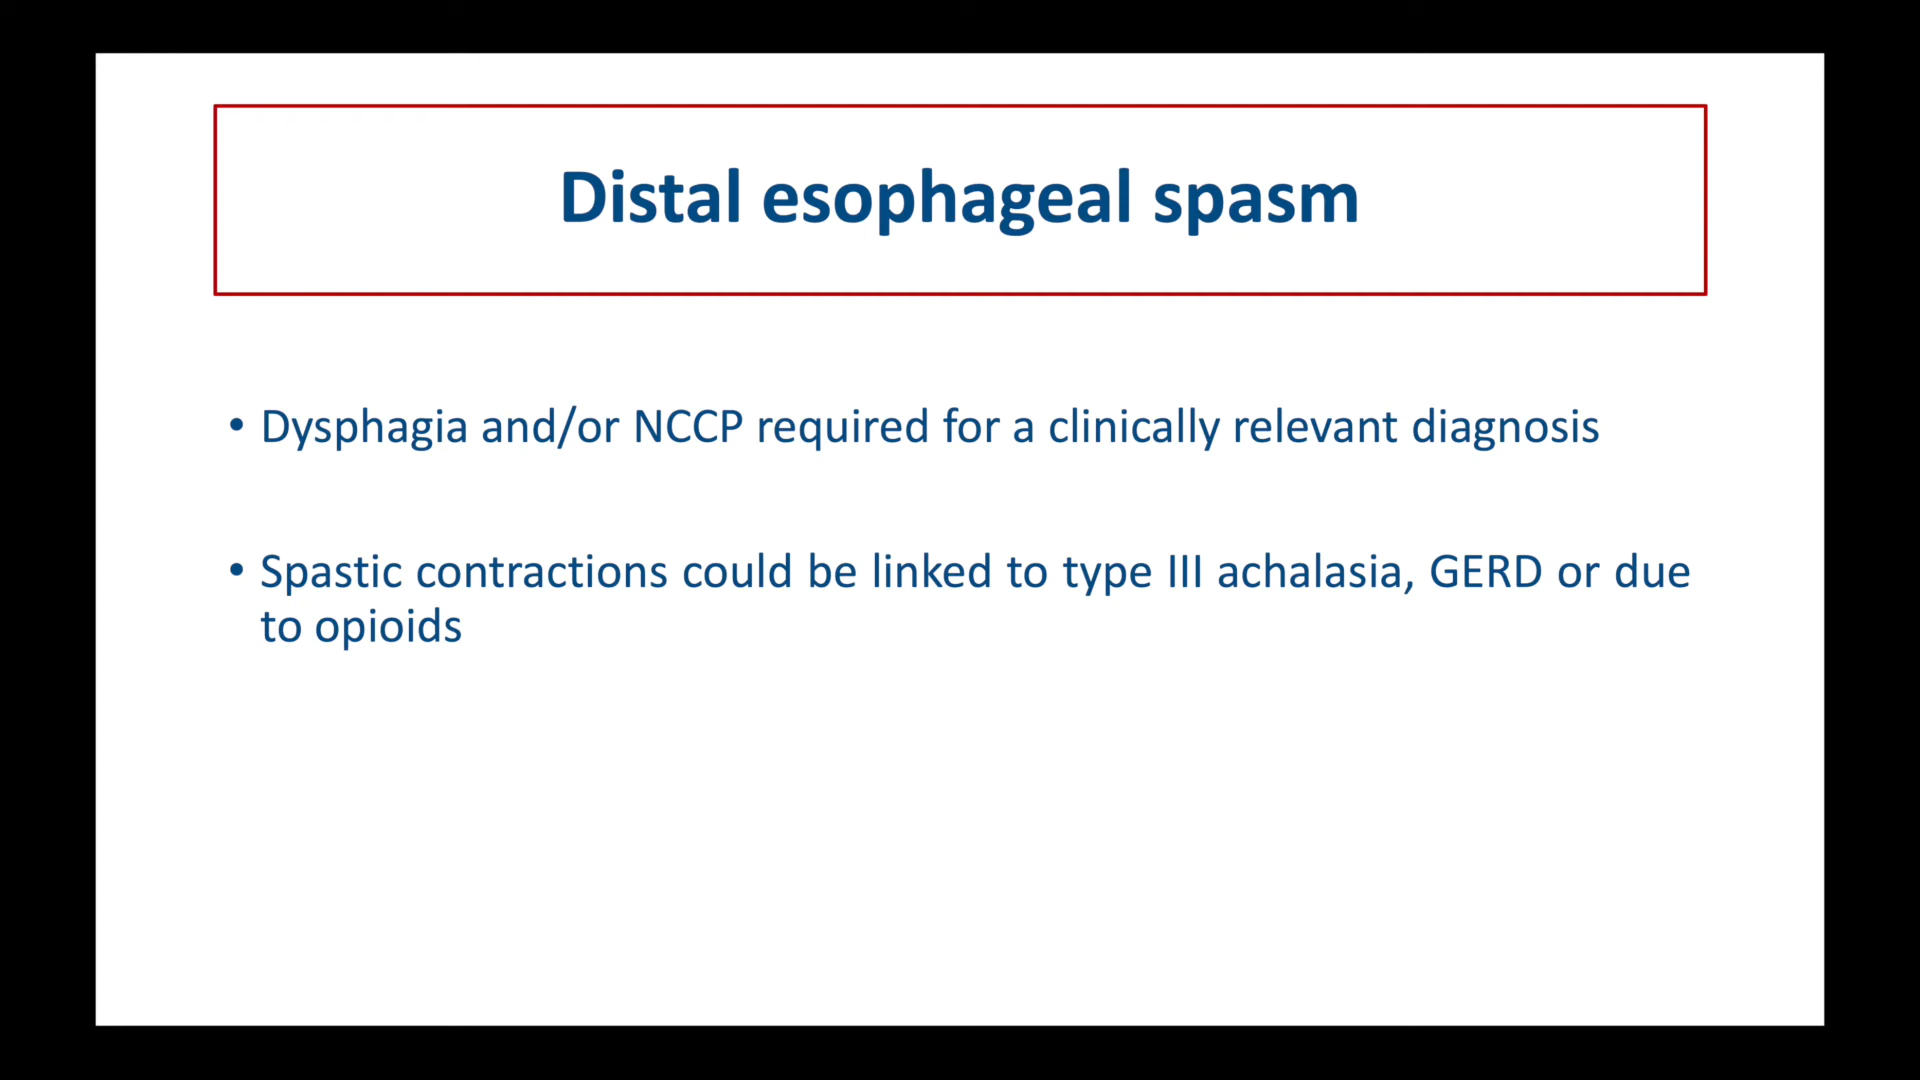 Distal esophageal spasm
• Dysphagia and/or NCCP required for a clinically relevant diagnosis
• Spastic contractions could be linked to type III achalasia, GERD or due
to opioids